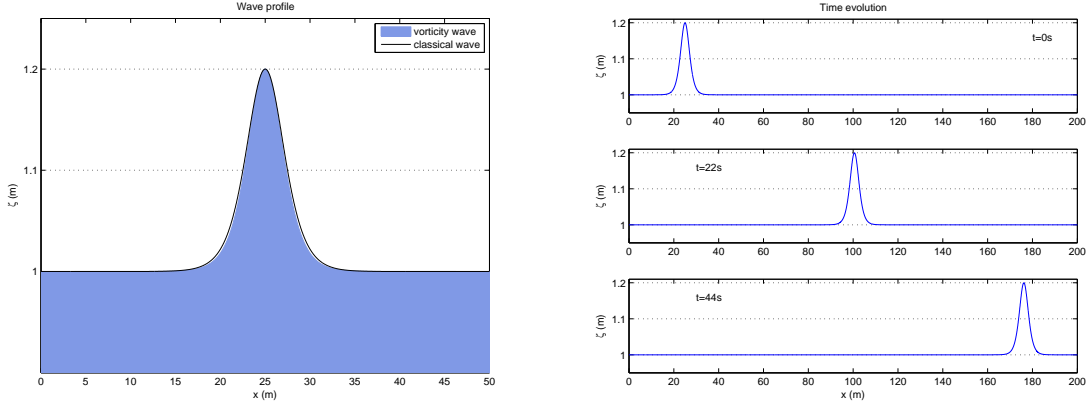 Wave profile
vorticity wave
classical wave
1.2
1.1
1
ζ (m)
0 5 10 15 20 25 30 35 40 45 50
x (m)
Time evolution
t=0s
1.2
1.1
1
ζ (m)
0 20 40 60 80 100 120 140 160 180 200
t=22s
1.2
1.1
1
ζ (m)
0 20 40 60 80 100 120 140 160 180 200
t=44s
1.2
1.1
1
ζ (m)
0 20 40 60 80 100 120 140 160 180 200
x (m)